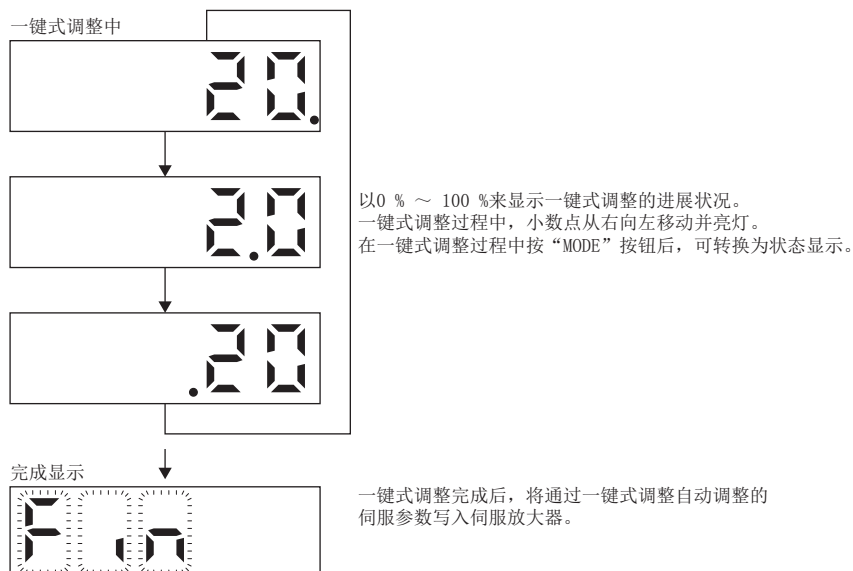 一键式调整中
20.
2.0
以0 % ～ 100 %来显示一键式调整的进展状况。
一键式调整过程中，小数点从右向左移动并亮灯。
在一键式调整过程中按“MODE”按钮后，可转换为状态显示。
.20
完成显示
Fin
一键式调整完成后，将通过一键式调整自动调整的
伺服参数写入伺服放大器。